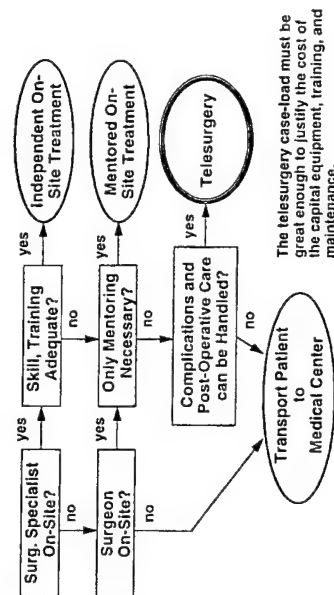 Surg. Specialist
On-Site?
yes
Skill, Training
Adequate?
yes
Independent On-
Site Treatment
no
no
Surgeon
On-Site?
yes
Only Mentoring
Necessary?
yes
Mentored On-
Site Treatment
no
no
Complications and
Post-Operative Care
can be Handled?
yes
Telesurgery
no
Transport Patient
to
Medical Center
The telesurgery case-load must be
great enough to justify the cost of
the capital equipment, training, and
maintenance.